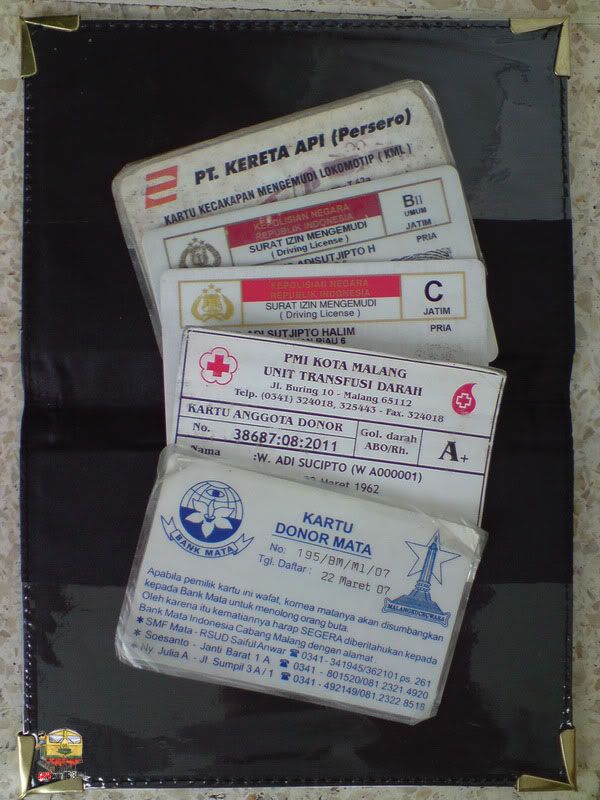 PT. KERETA API (Persero)
KARTU KECAKAPAN MENGEMUDI LOKOMOTIP ( KML )
KEPOLISIAN NEGARA
REPUBLIK INDONESIA
SURAT IZIN MENGEMUDI
( Driving License )
BII
UMUM
JATIM
PRIA
ADISUTJIPTO H
KEPOLISIAN NEGARA
REPUBLIK INDONESIA
SURAT IZIN MENGEMUDI
( Driving License )
C
JATIM
PRIA
ADI SUTJIPTO HALIM
RIAU 6
PMI KOTA MALANG
UNIT TRANSFUSI DARAH
Jl. Buring 10 - Malang 65112
Telp. (0341) 324018, 325443 - Fax. 324018
KARTU ANGGOTA DONOR
No. 38687:08:2011
Gol. darah
ABO/Rh.
A+
Nama :W. ADI SUCIPTO (W A000001)
Maret 1962
BANK MATA
KARTU
DONOR MATA
No: 195/BM/M1/07
Tgl. Daftar : 22 Maret 07
MALANGKUCECWARA
Apabila pemilik kartu ini wafat, kornea matanya akan disumbangkan
kepada Bank Mata untuk menolong orang buta.
Oleh karena itu kematiannya harap SEGERA diberitahukan kepada
Bank Mata Indonesia Cabang Malang dengan alamat
* SMF Mata - RSUD Saiful Anwar ☎ 0341 - 341945/362101 ps. 261
* Soesanto - Janti Barat 1 A ☎ 0341 - 801520/081 2321 4920
* Ny. Julia A. - Jl. Sumpil 3 A / 1 ☎ 0341 - 492149/081.2322 8518